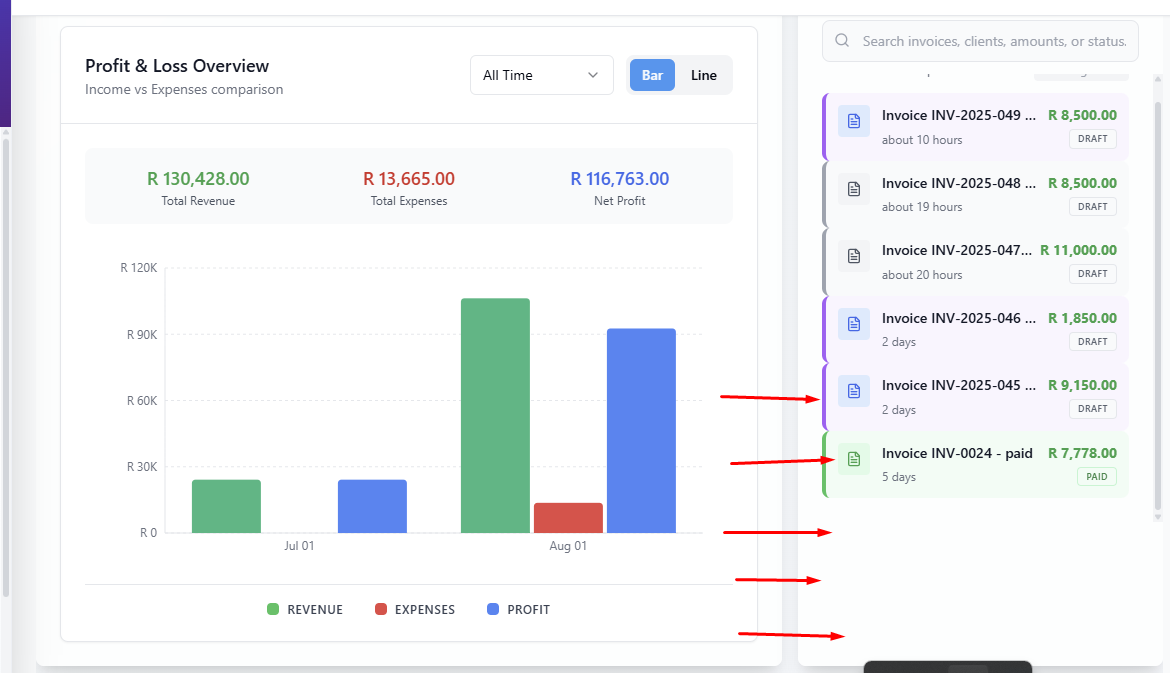 Search invoices, clients, amounts, or status.
Profit & Loss Overview
Income vs Expenses comparison
All Time
Bar
Line
R 130,428.00
R 13,665.00
R 116,763.00
Total Revenue
Total Expenses
Net Profit
R 120K
R 90K
R 60K
R 30K
R 0
Jul 01
Aug 01
REVENUE
EXPENSES
PROFIT
Invoice INV-2025-049 ...
R 8,500.00
about 10 hours
DRAFT
Invoice INV-2025-048 ...
R 8,500.00
about 19 hours
DRAFT
Invoice INV-2025-047...
R 11,000.00
about 20 hours
DRAFT
Invoice INV-2025-046 ...
R 1,850.00
2 days
DRAFT
Invoice INV-2025-045 ...
R 9,150.00
2 days
DRAFT
Invoice INV-0024 - paid
R 7,778.00
5 days
PAID